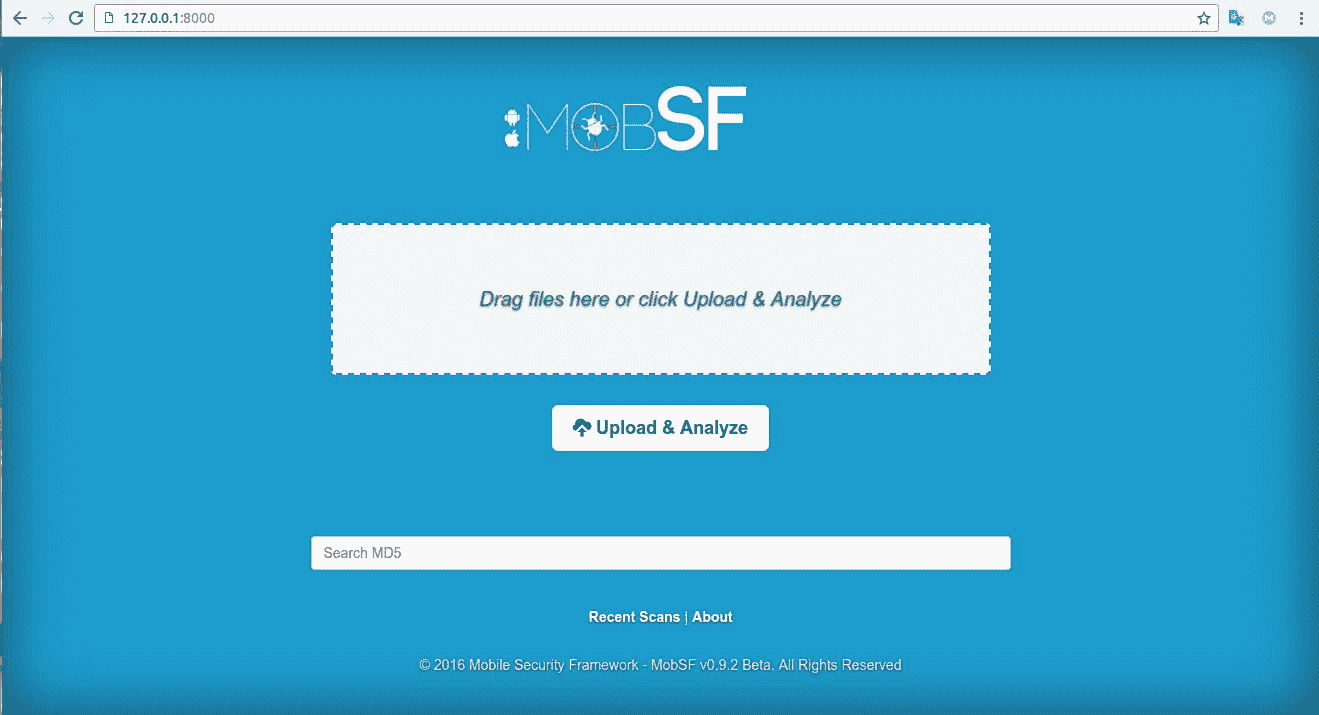 127.0.0.1:8000
MOBSF
Drag files here or click Upload & Analyze
Upload & Analyze
Search MD5
Recent Scans | About
© 2016 Mobile Security Framework - MobSF v0.9.2 Beta. All Rights Reserved